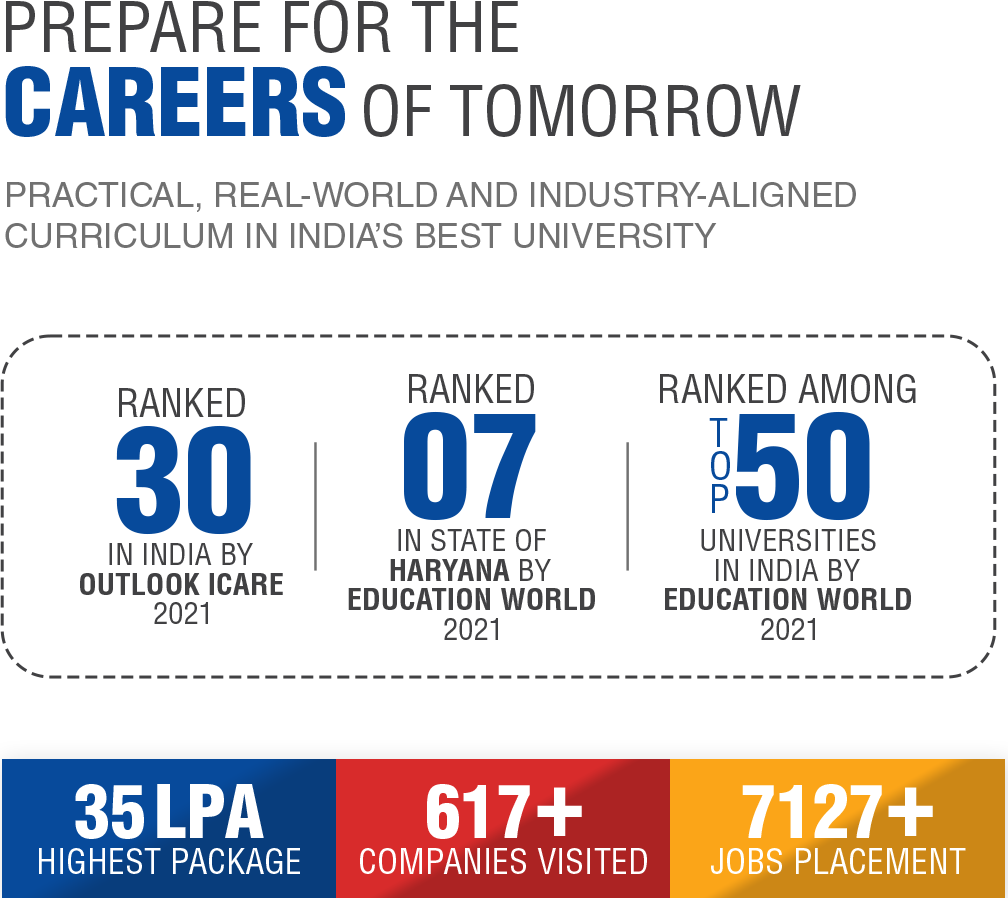 PREPARE FOR THE
CAREERS OF TOMORROW
PRACTICAL, REAL-WORLD AND INDUSTRY-ALIGNED
CURRICULUM IN INDIA'S BEST UNIVERSITY
RANKED
30
IN INDIA BY
OUTLOOK ICARE
2021
RANKED
07
IN STATE OF
HARYANA BY
EDUCATION WORLD
2021
RANKED AMONG
TOP 50
UNIVERSITIES
IN INDIA BY
EDUCATION WORLD
2021
35 LPA
HIGHEST PACKAGE
617+
COMPANIES VISITED
7127+
JOBS PLACEMENT